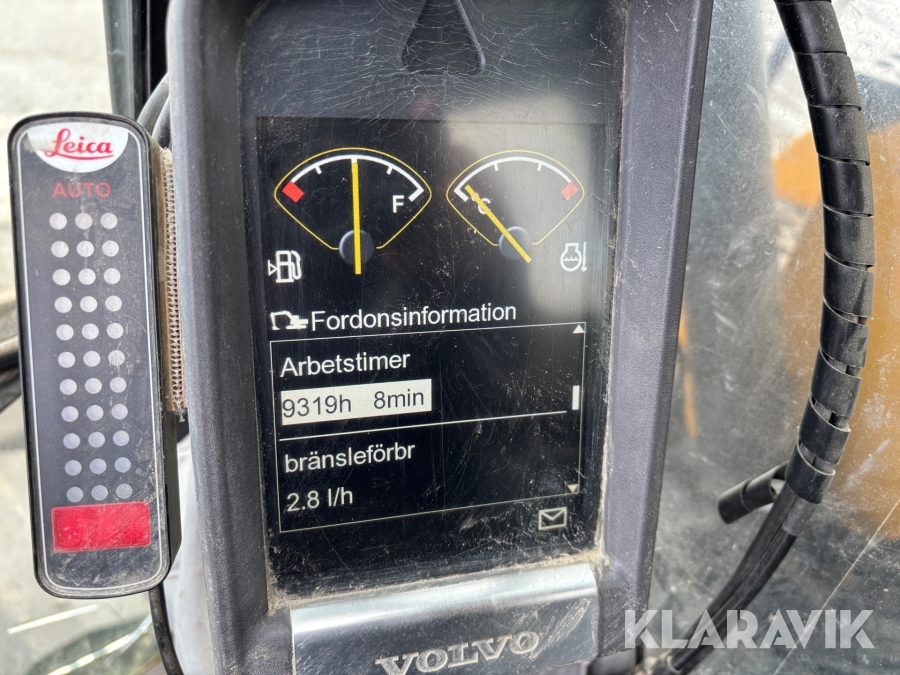 Leica
AUTO
F
C
Fordonsinformation
Arbetstimer
9319h 8min
bränsleförbr
2.8 l/h
VOLVO
KLARAVIK